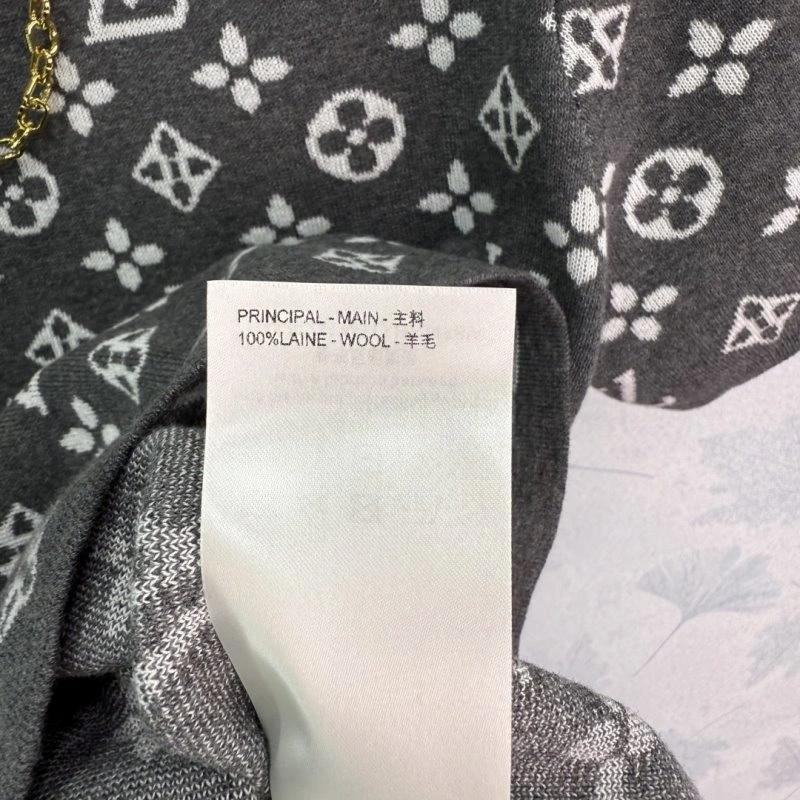 PRINCIPAL - MAIN - 主料
100%LAINE - WOOL - 羊毛